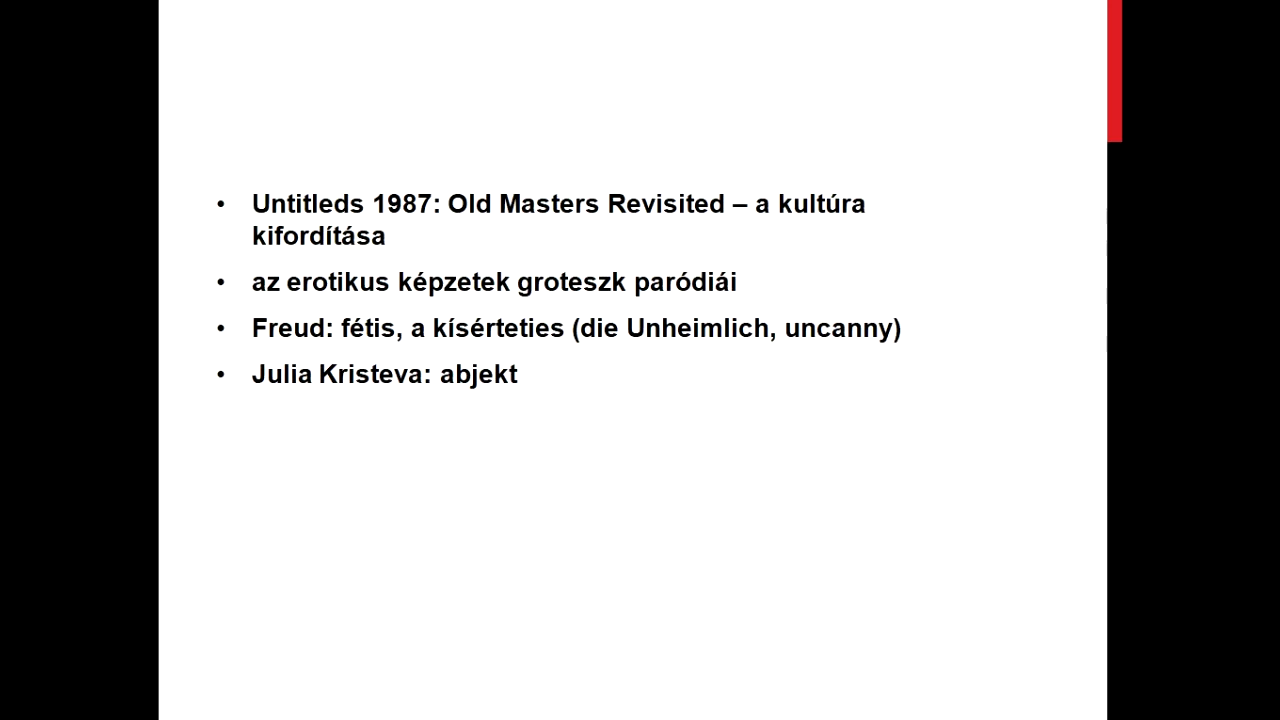 • Untitleds 1987: Old Masters Revisited – a kultúra
kifordítása
• az erotikus képzetek groteszk paródiái
• Freud: fétis, a kísérteties (die Unheimlich, uncanny)
• Julia Kristeva: abjekt